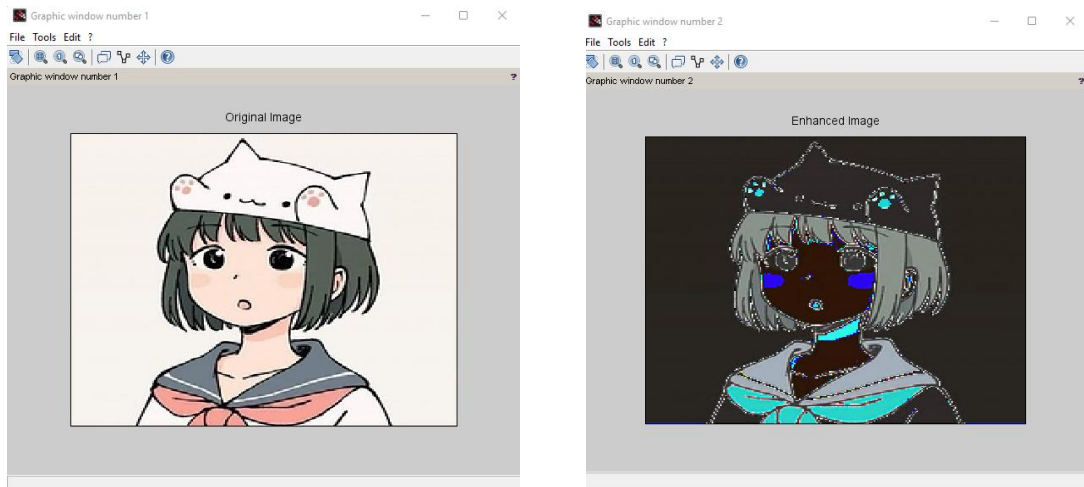 Graphic window number 1
File Tools Edit ?
Graphic window number 1
?
Original Image
Graphic window number 2
File Tools Edit ?
Graphic window number 2
?
Enhanced Image